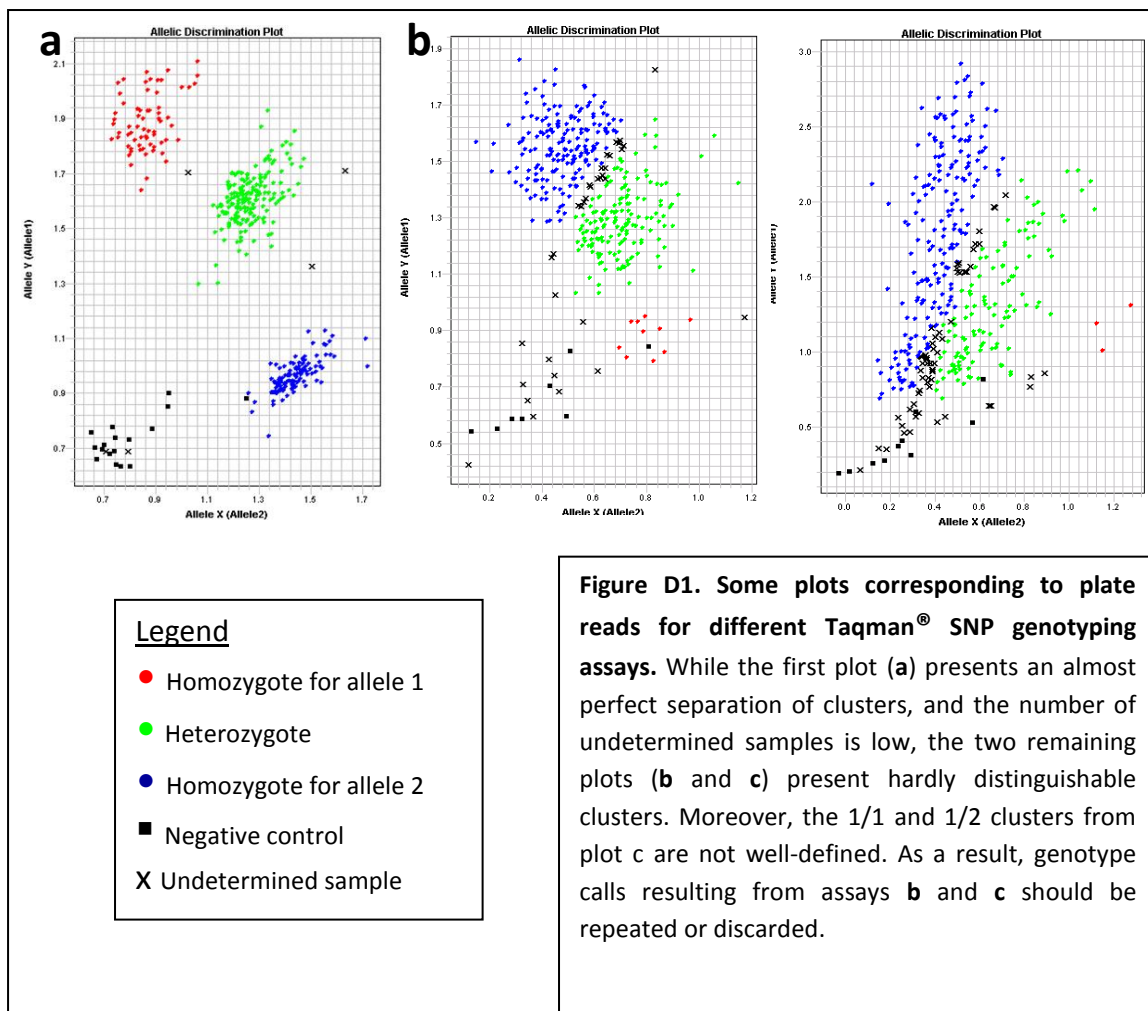 a
Allelic Discrimination Plot
2.1
1.9
1.7
1.5
1.3
1.1
0.9
0.7
Allele Y (Allele1)
0.7 0.9 1.1 1.3 1.5 1.7
Allele X (Allele2)
b
Allelic Discrimination Plot
1.9
1.7
1.5
1.3
1.1
0.9
0.7
0.5
Allele Y (Allele1)
0.2 0.4 0.6 0.8 1.0 1.2
Allele X (Allele2)
Allelic Discrimination Plot
3.0
2.5
2.0
1.5
1.0
0.5
Allele Y (Allele1)
0.0 0.2 0.4 0.6 0.8 1.0 1.2
Allele X (Allele2)
Legend
Homozygote for allele 1
Heterozygote
Homozygote for allele 2
Negative control
X Undetermined sample
Figure D1. Some plots corresponding to plate
reads for different Taqman® SNP genotyping
assays. While the first plot (a) presents an almost
perfect separation of clusters, and the number of
undetermined samples is low, the two remaining
plots (b and c) present hardly distinguishable
clusters. Moreover, the 1/1 and 1/2 clusters from
plot c are not well-defined. As a result, genotype
calls resulting from assays b and c should be
repeated or discarded.